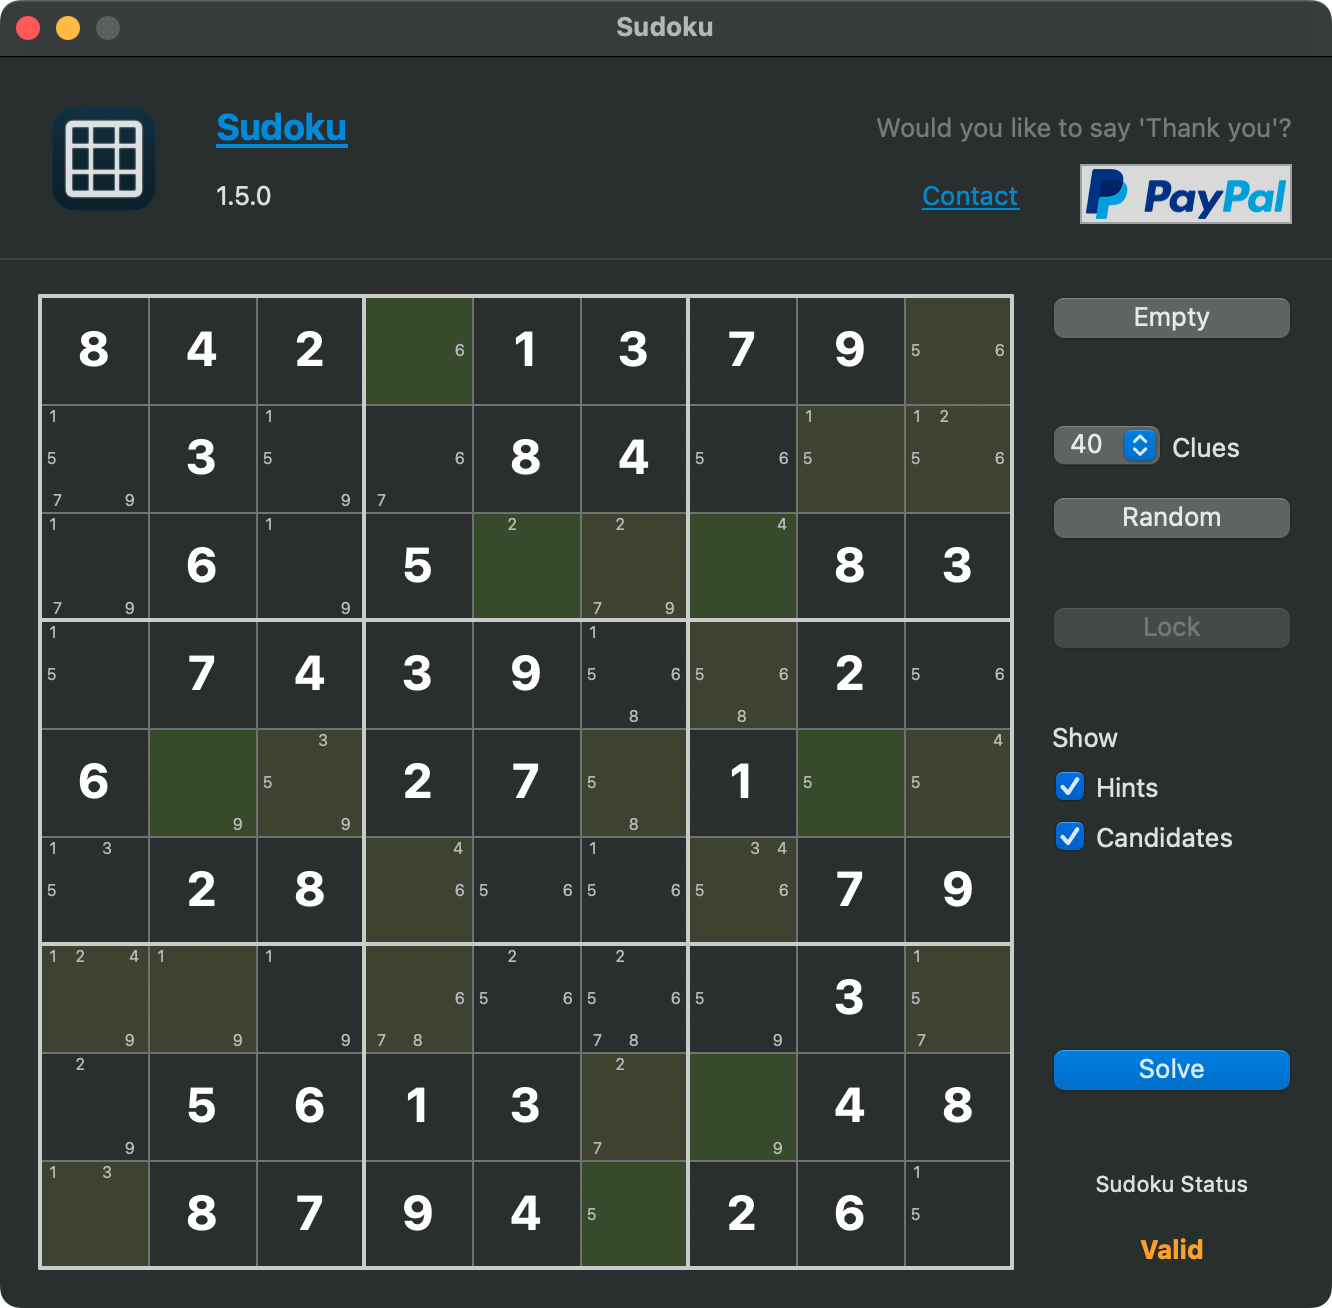 Sudoku
Sudoku
Would you like to say 'Thank you'?
1.5.0
Contact
PayPal
Empty
40 Clues
Random
Lock
Show
Hints
Candidates
Solve
Sudoku Status
Valid
8 4 2 6 1 3 7 9 5 6
1 1 1 1 2
5 3 5 6 8 4 5 6 5 5 6
7 9 9 7
1 1 2 2 4
6 5 8 3
7 9 9 7 9
1 1
5 7 4 3 9 5 6 5 6 2 5 6
8 8
3 4
6 5 2 7 5 1 5 5
9 9 8
1 3 4 1 3 4
5 2 8 6 5 6 5 6 5 6 7 9
1 2 4 1 1 2 2 1
6 5 6 5 6 5 3 5
9 9 9 7 8 7 8 9 7
2 2
5 6 1 3 4 8
9 7 9
1 3 1
8 7 9 4 5 2 6 5